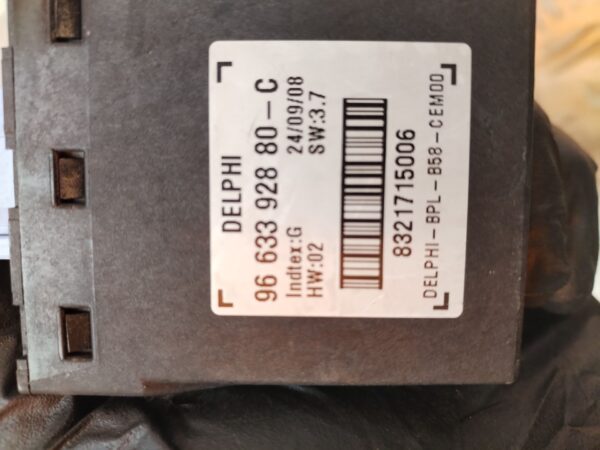 DELPHI
96 633 928 80-C
Indtex:G 24/09/08
HW:02 SW:3.7
8321715006
DELPHI-BPL-B58-CEM00